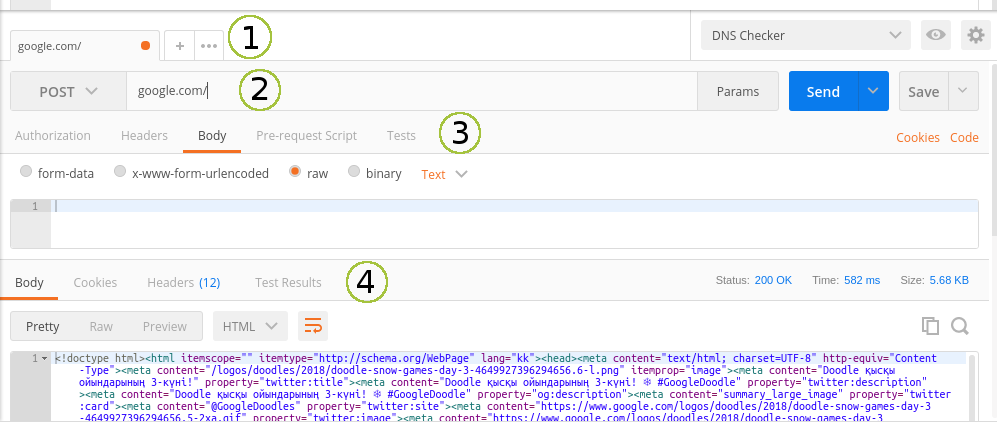 google.com/ + ••• 1 DNS Checker
POST google.com/ 2 Params Send Save
Authorization Headers Body Pre-request Script Tests 3 Cookies Code
form-data x-www-form-urlencoded raw binary Text
1
Body Cookies Headers (12) Test Results 4 Status: 200 OK Time: 582 ms Size: 5.68 KB
Pretty Raw Preview HTML
1 <!doctype html><html itemscope="" itemtype="http://schema.org/WebPage" lang="kk"><head><meta content="text/html; charset=UTF-8" http-equiv="Content
-Type"><meta content="/logos/doodles/2018/doodle-snow-games-day-3-4649927396294656.6-l.png" itemprop="image"><meta content="Doodle қысқы
ойындарының 3-күні!" property="twitter:title"><meta content="Doodle қысқы ойындарының 3-күні! ❄ #GoogleDoodle" property="twitter:description"
><meta content="Doodle қысқы ойындарының 3-күні! ❄ #GoogleDoodle" property="og:description"><meta content="summary_large_image" property="twitter
:card"><meta content="@GoogleDoodles" property="twitter:site"><meta content="https://www.google.com/logos/doodles/2018/doodle-snow-games-day-3
-4649927396294656.5-2xa.gif" property="twitter:image"><meta content="https://www.google.com/logos/doodles/2018/doodle-snow-games-day-3